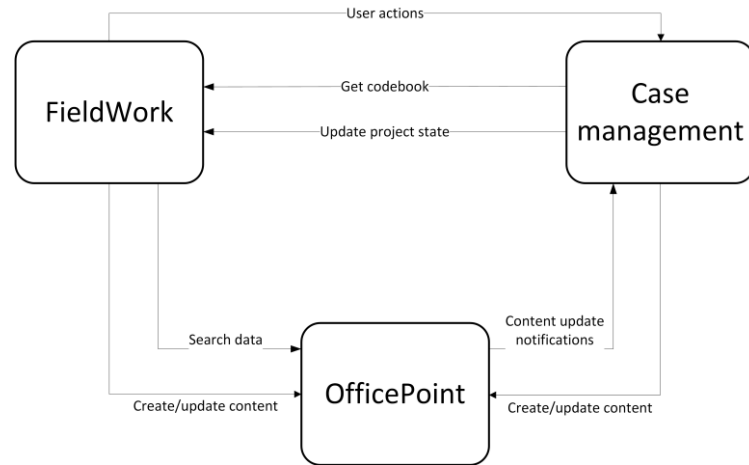 User actions
FieldWork
Get codebook
Update project state
Case
management
Search data
Content update
notifications
OfficePoint
Create/update content
Create/update content